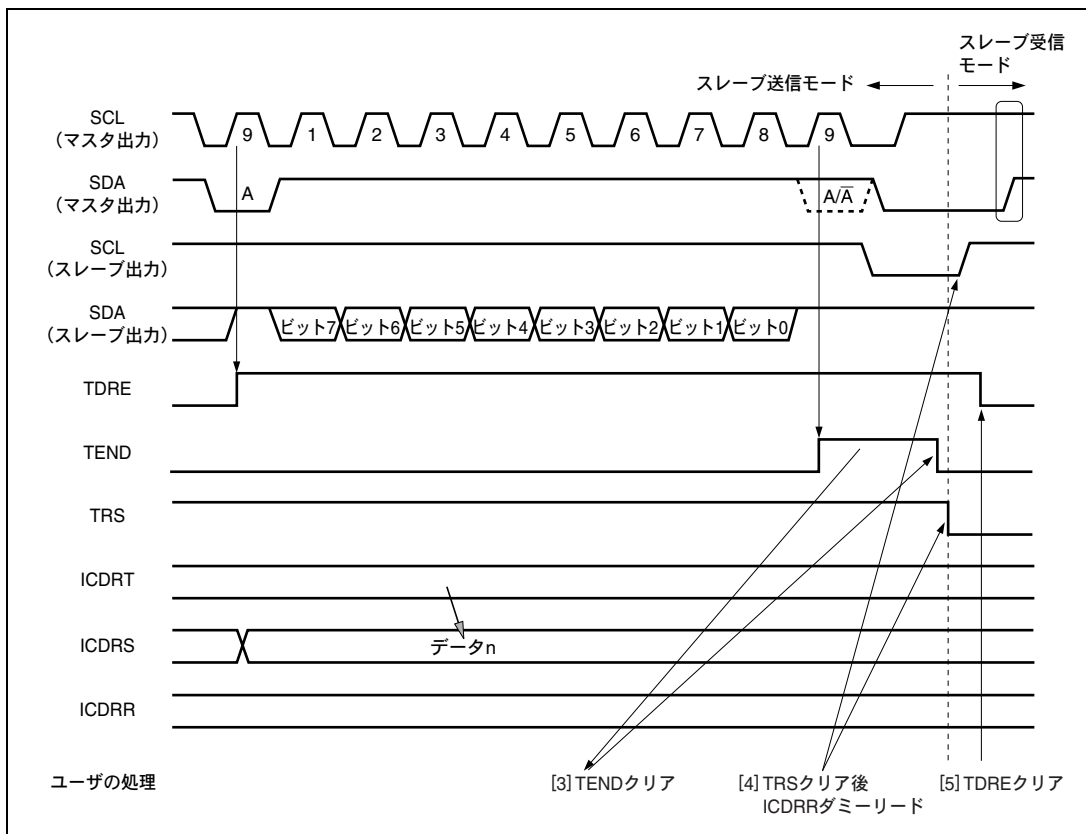 スレーブ受信
モード
スレーブ送信モード
SCL
（マスタ出力）
9 1 2 3 4 5 6 7 8 9
SDA
（マスタ出力）
A A/A̅
SCL
（スレーブ出力）
SDA
（スレーブ出力）
ビット7 ビット6 ビット5 ビット4 ビット3 ビット2 ビット1 ビット0
TDRE
TEND
TRS
ICDRT
ICDRS
データn
ICDRR
ユーザの処理
[3] TENDクリア
[4] TRSクリア後
ICDRRダミーリード
[5] TDREクリア